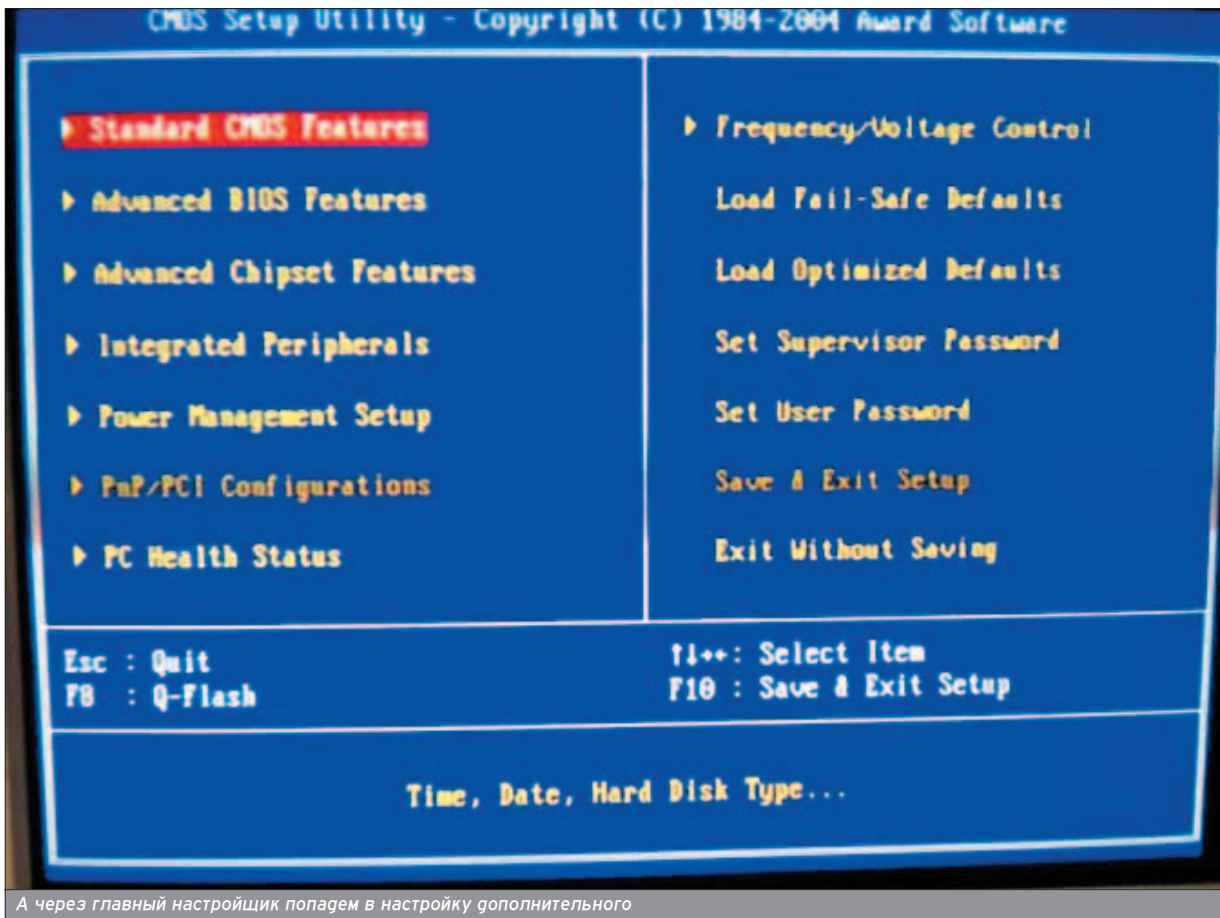 CMOS Setup Utility - Copyright (C) 1984-2004 Award Software
Standard CMOS Features
Advanced BIOS Features
Advanced Chipset Features
Integrated Peripherals
Power Management Setup
PnP/PCI Configurations
PC Health Status
Frequency/Voltage Control
Load Fail-Safe Defaults
Load Optimized Defaults
Set Supervisor Password
Set User Password
Save & Exit Setup
Exit Without Saving
Esc : Quit
F8 : Q-Flash
↑↓→←: Select Item
F10 : Save & Exit Setup
Time, Date, Hard Disk Type...
А через главный настройщик попадем в настройку дополнительного